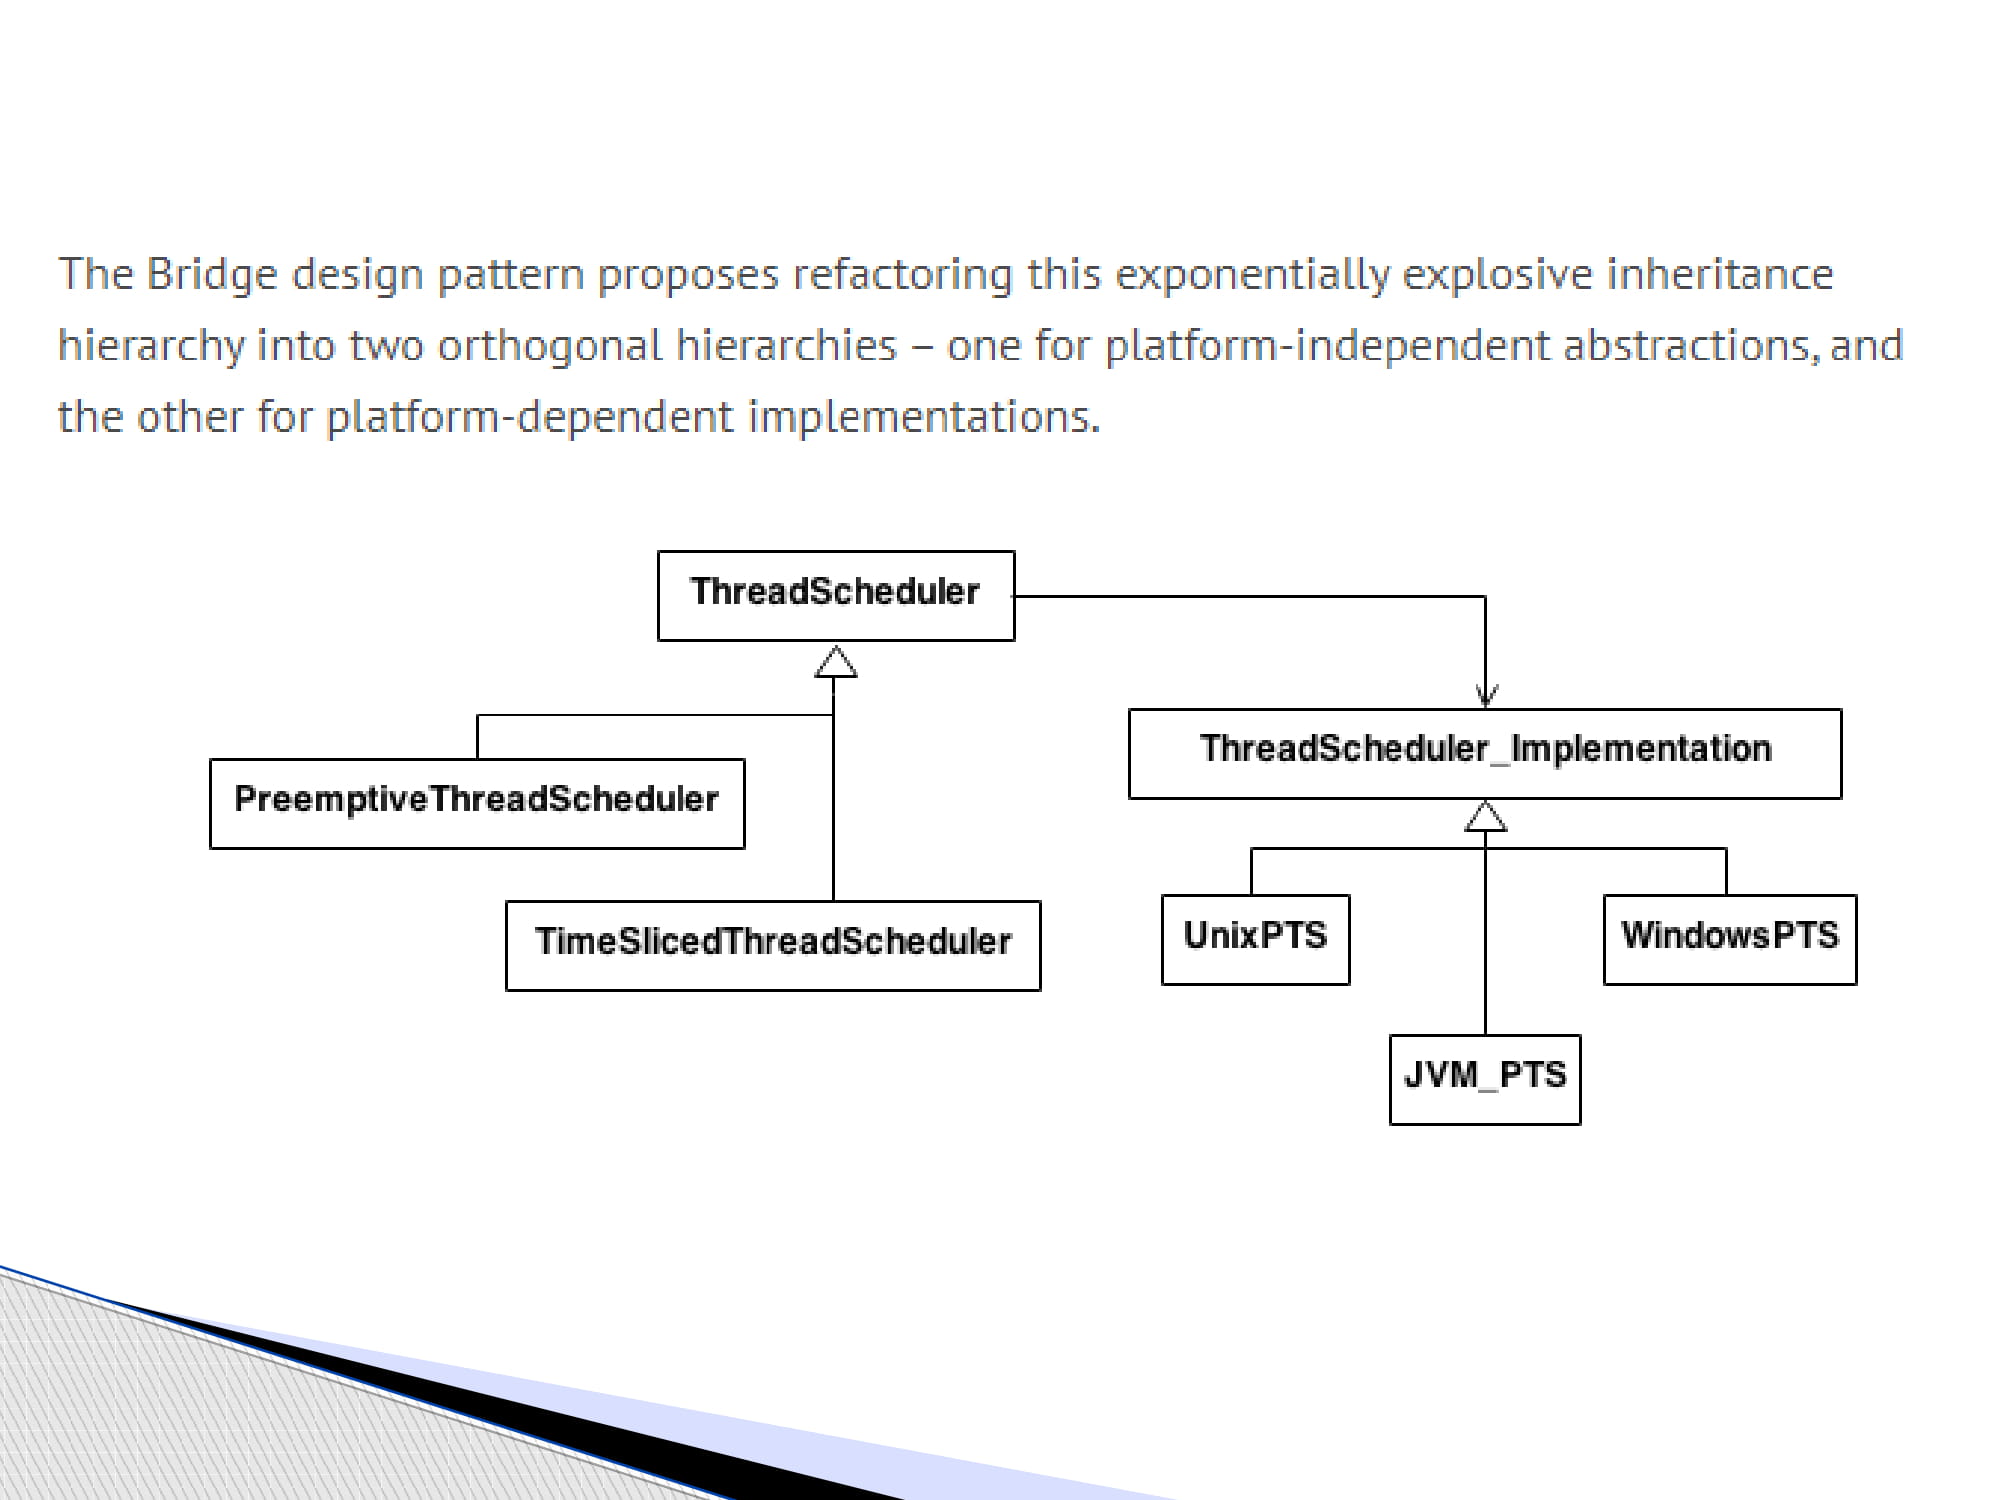 The Bridge design pattern proposes refactoring this exponentially explosive inheritance
hierarchy into two orthogonal hierarchies – one for platform-independent abstractions, and
the other for platform-dependent implementations.
ThreadScheduler
ThreadScheduler_Implementation
PreemptiveThreadScheduler
TimeSlicedThreadScheduler
UnixPTS
WindowsPTS
JVM_PTS